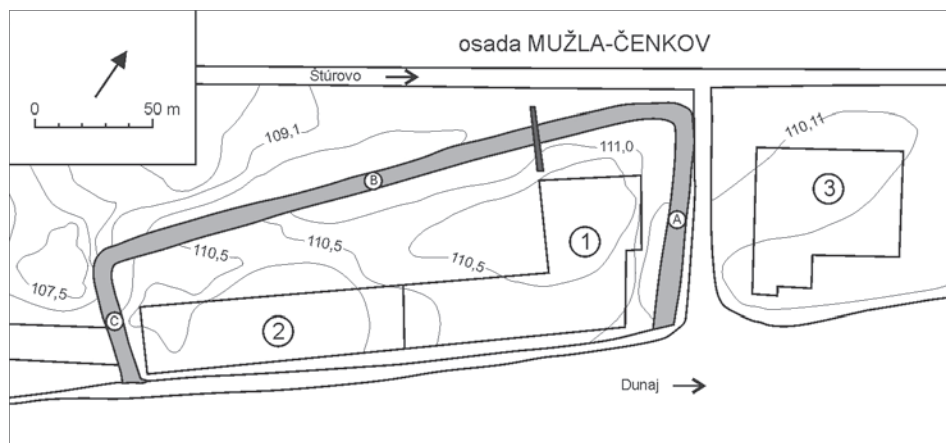 osada MUŽLA-ČENKOV
Štúrovo
0 50 m
109,1
110,11
111,0
B
3
A
1
110,5
110,5
110,5
107,5
C
2
Dunaj